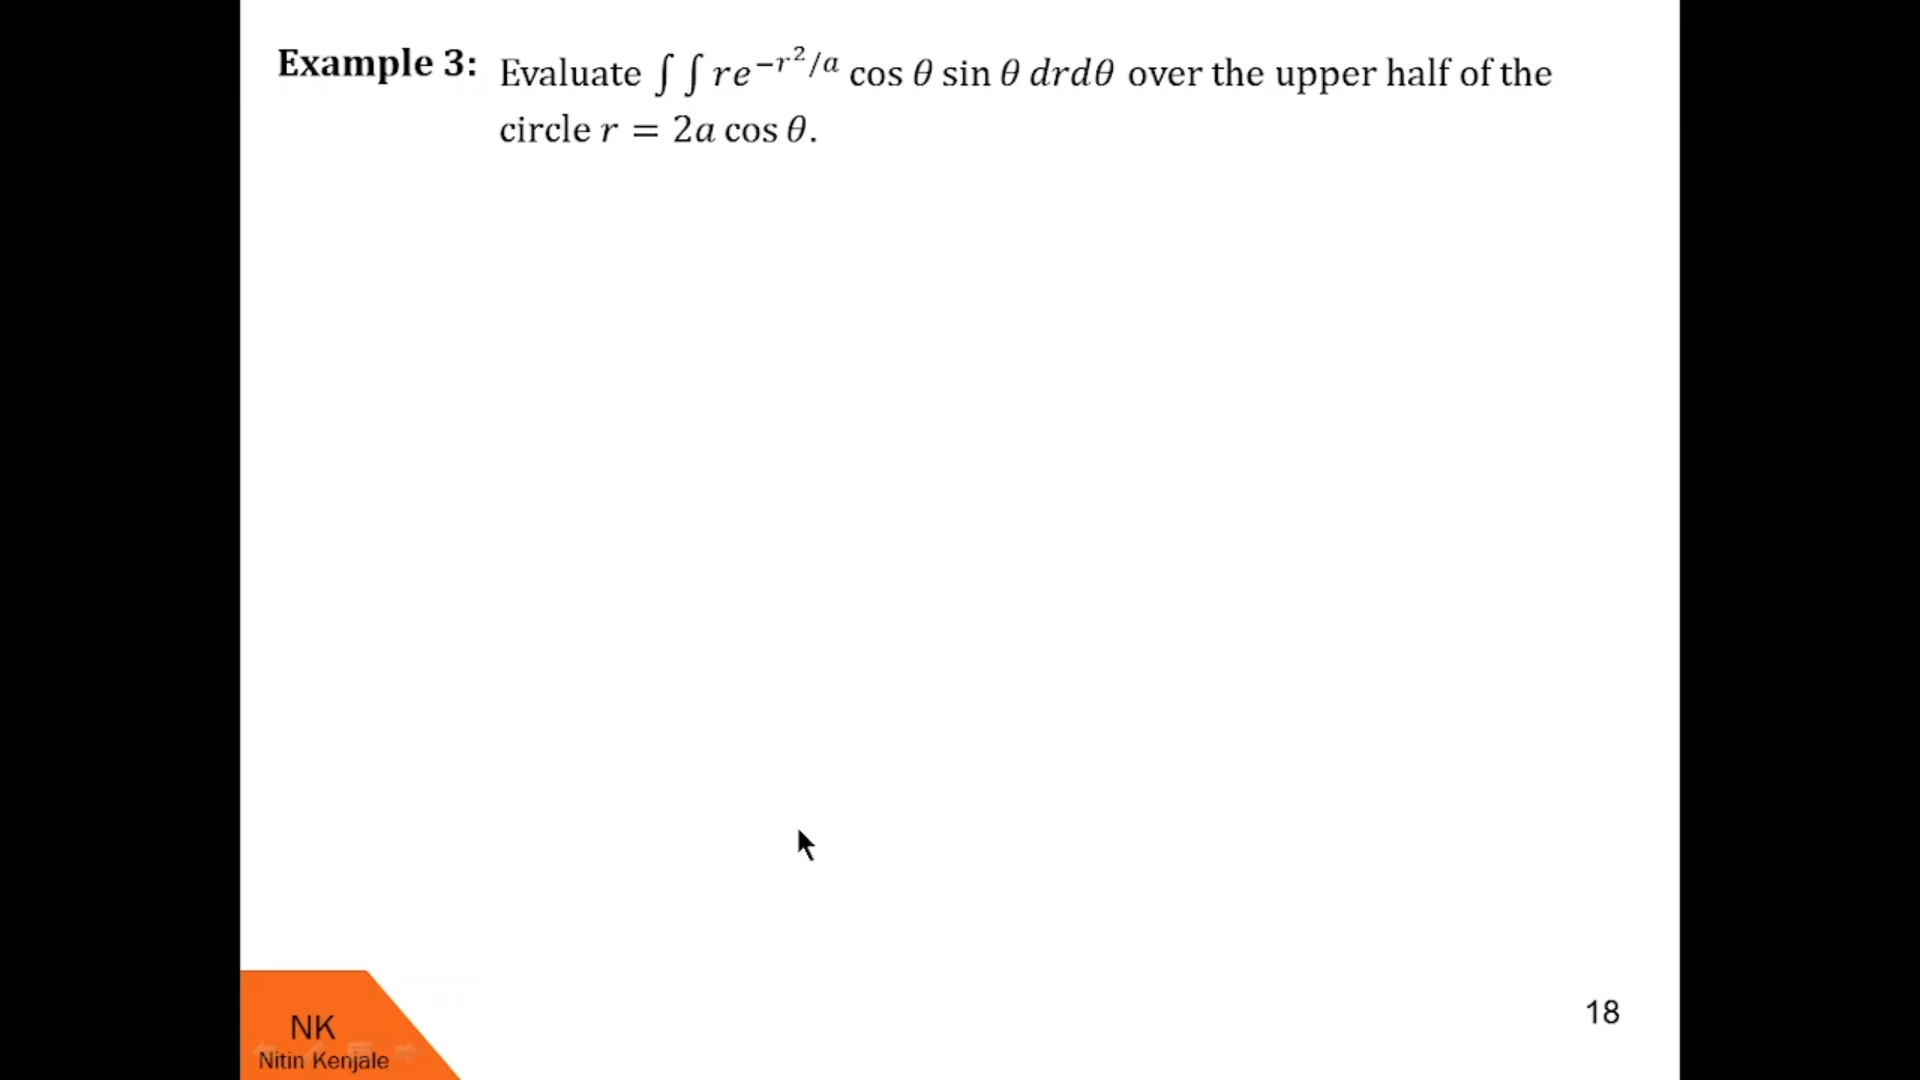 Example 3: Evaluate ∫ ∫ re^{−r²/a} cos θ sin θ drdθ over the upper half of the
circle r = 2a cos θ.
NK
Nitin Kenjale
18